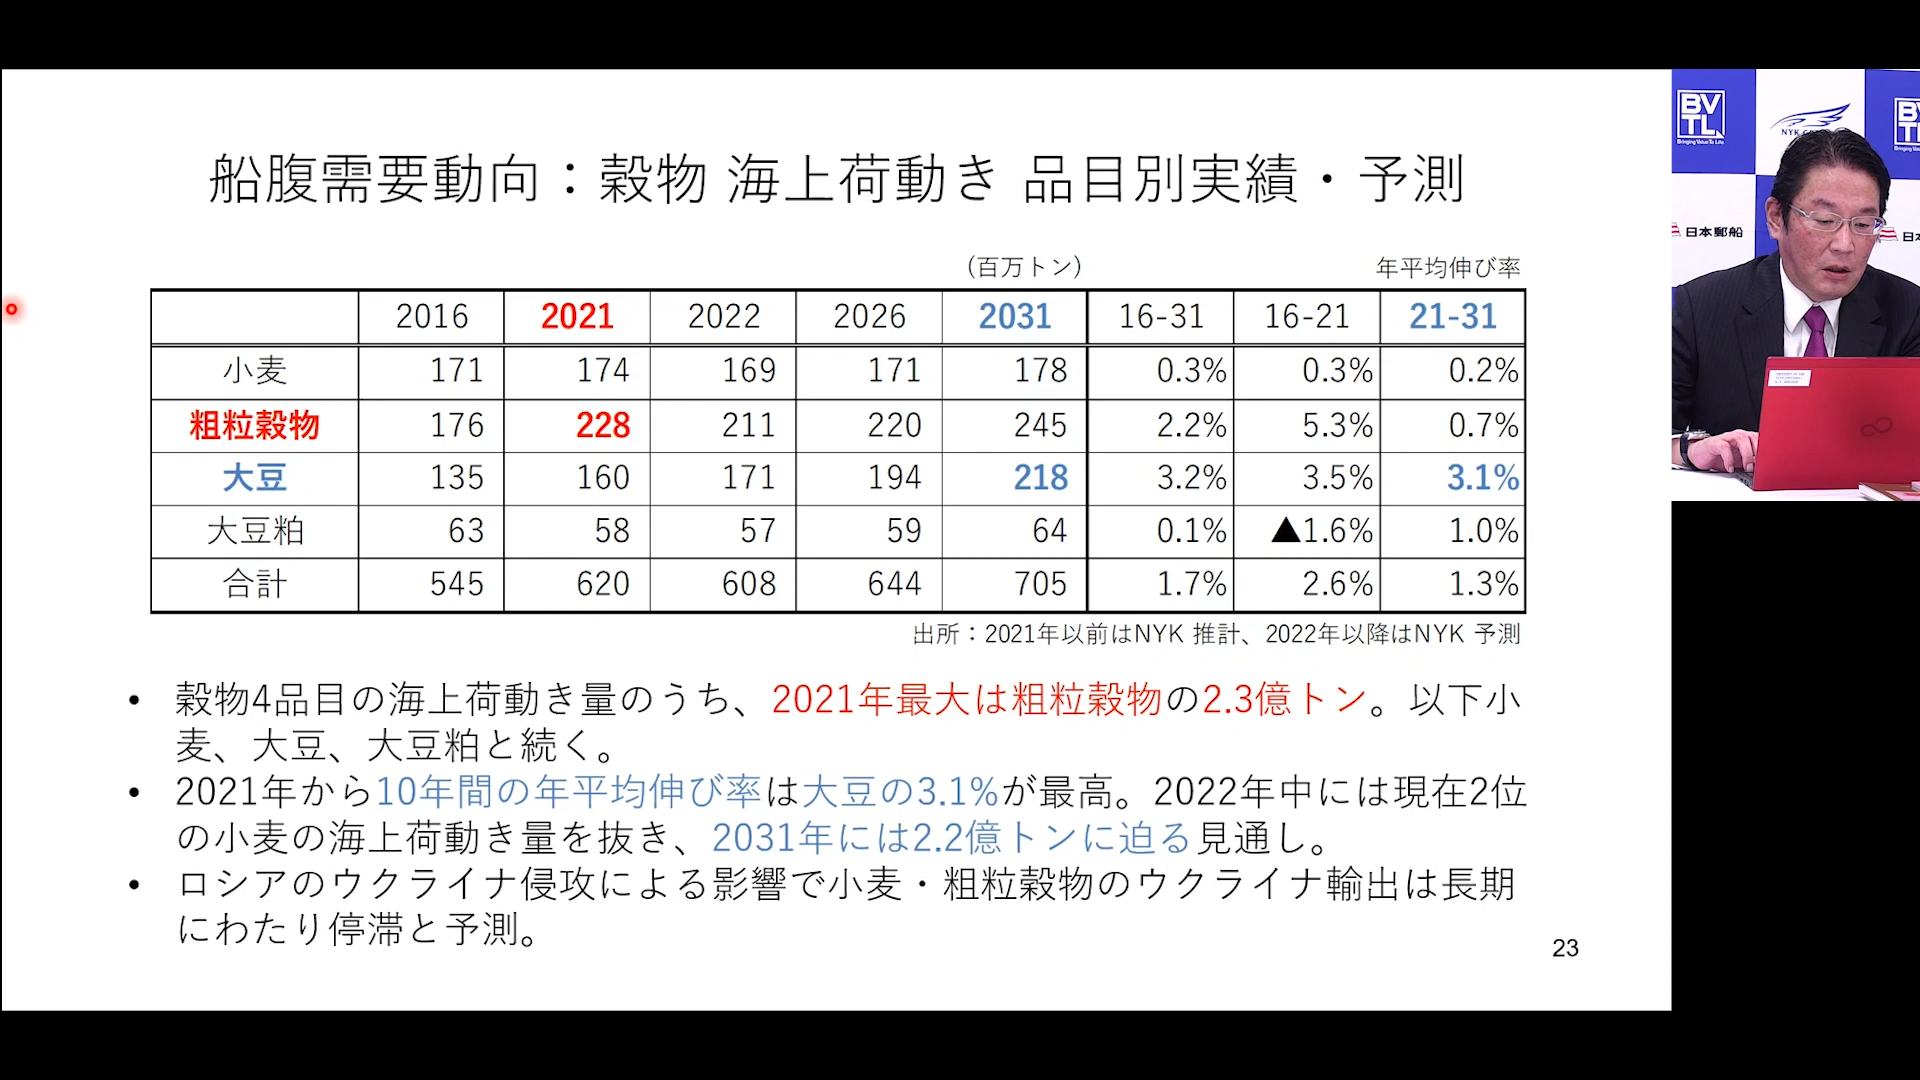 船腹需要動向：穀物 海上荷動き 品目別実績・予測
（百万トン） 年平均伸び率
2016 2021 2022 2026 2031 16-31 16-21 21-31
小麦 171 174 169 171 178 0.3% 0.3% 0.2%
粗粒穀物 176 228 211 220 245 2.2% 5.3% 0.7%
大豆 135 160 171 194 218 3.2% 3.5% 3.1%
大豆粕 63 58 57 59 64 0.1% ▲1.6% 1.0%
合計 545 620 608 644 705 1.7% 2.6% 1.3%
出所：2021年以前はNYK 推計、2022年以降はNYK 予測
• 穀物4品目の海上荷動き量のうち、2021年最大は粗粒穀物の2.3億トン。以下小
麦、大豆、大豆粕と続く。
• 2021年から10年間の年平均伸び率は大豆の3.1%が最高。2022年中には現在2位
の小麦の海上荷動き量を抜き、2031年には2.2億トンに迫る見通し。
• ロシアのウクライナ侵攻による影響で小麦・粗粒穀物のウクライナ輸出は長期
にわたり停滞と予測。
23
BV
TL
Bringing Value To Life
NYK
BV
日本郵船
日本